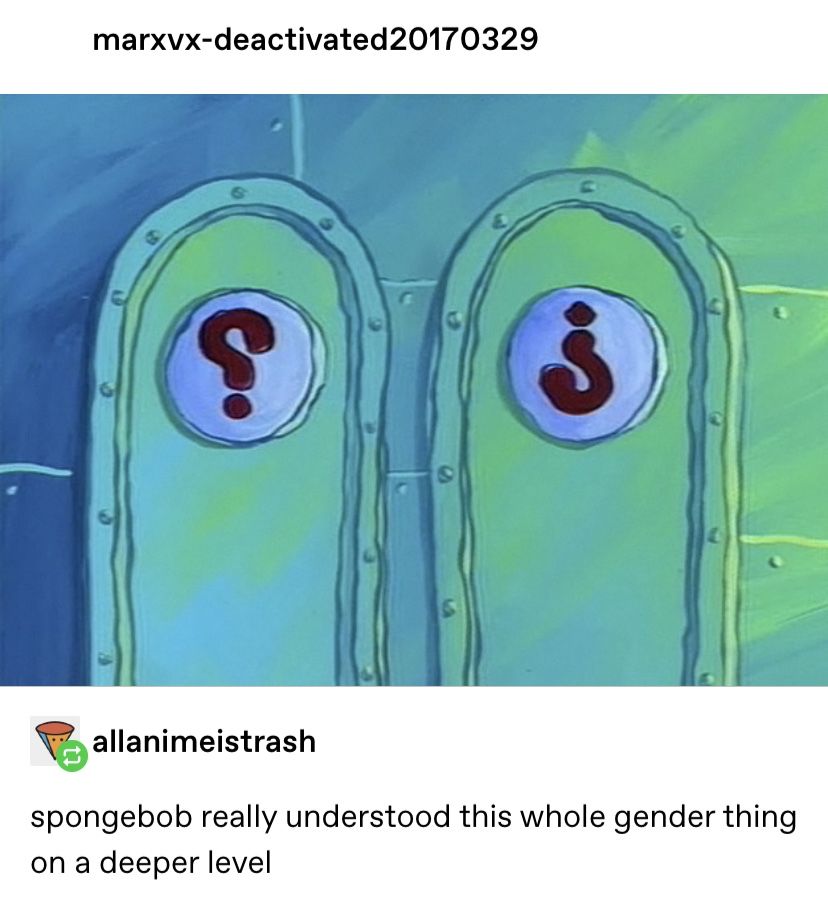 marxvx-deactivated20170329
? ¿
allanimeistrash
spongebob really understood this whole gender thing
on a deeper level